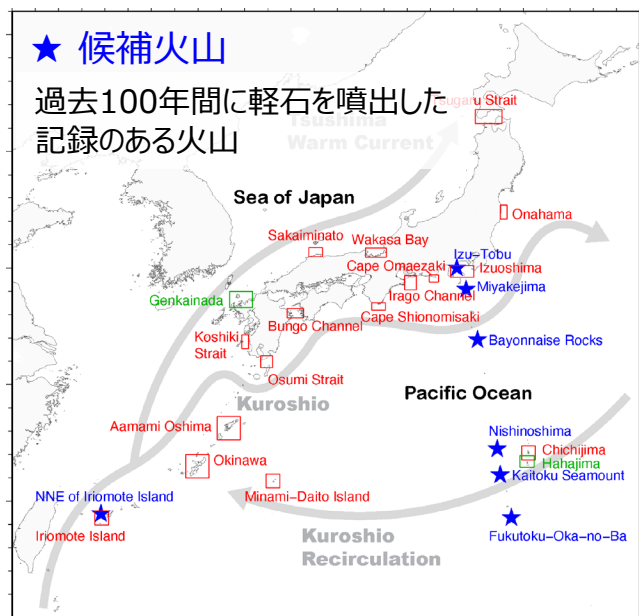 ★ 候補火山
過去100年間に軽石を噴出した
記録のある火山
Tsugaru Strait
Tsushima
Warm Current
Sea of Japan
Onahama
Sakaiminato
Wakasa Bay
Izu-Tobu
Cape Omaezaki
Izuoshima
Genkainada
Irago Channel
Miyakejima
Koshiki
Strait
Bungo Channel
Cape Shionomisaki
Bayonnaise Rocks
Osumi Strait
Kuroshio
Pacific Ocean
Aamami Oshima
Nishinoshima
Chichijima
Okinawa
Hahajima
Kaitoku Seamount
NNE of Iriomote Island
Minami-Daito Island
Iriomote Island
Kuroshio
Recirculation
Fukutoku-Oka-no-Ba